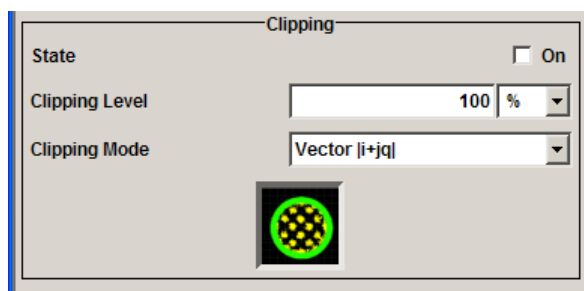 Clipping
State On
Clipping Level 100 %
Clipping Mode Vector |i+jq|